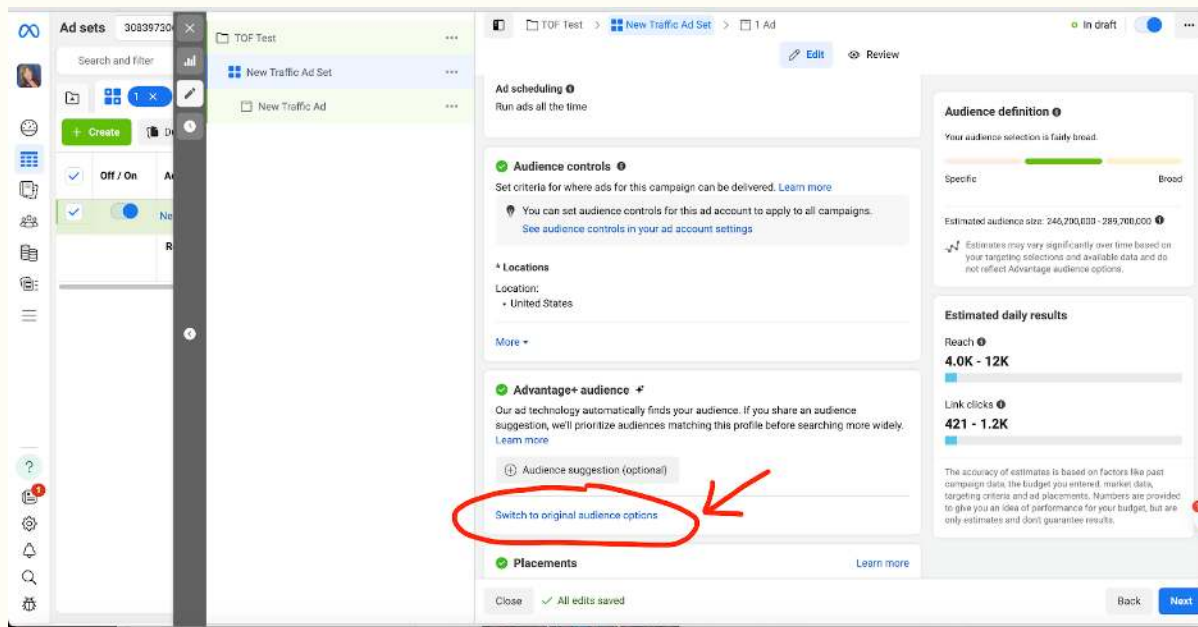 Ad sets
30839730
Search and filter
1 ×
+ Create
Off / On
Ne
R
TOF Test
New Traffic Ad Set
New Traffic Ad
TOF Test > New Traffic Ad Set > 1 Ad
In draft
Edit
Review
Ad scheduling
Run ads all the time
Audience controls
Set criteria for where ads for this campaign can be delivered. Learn more
You can set audience controls for this ad account to apply to all campaigns.
See audience controls in your ad account settings
* Locations
Location:
• United States
More
Advantage+ audience
Our ad technology automatically finds your audience. If you share an audience
suggestion, we'll prioritize audiences matching this profile before searching more widely.
Learn more
Audience suggestion (optional)
Switch to original audience options
Placements
Learn more
Close
All edits saved
Back
Next
Audience definition
Your audience selection is fairly broad.
Specific
Broad
Estimated audience size: 246,200,000 - 289,700,000
Estimates may vary significantly over time based on
your targeting selections and available data and do
not reflect Advantage audience options.
Estimated daily results
Reach
4.0K - 12K
Link clicks
421 - 1.2K
The accuracy of estimates is based on factors like past
campaign data, the budget you entered, market data,
targeting criteria and ad placements. Numbers are provided
to give you an idea of performance for your budget, but are
only estimates and don't guarantee results.